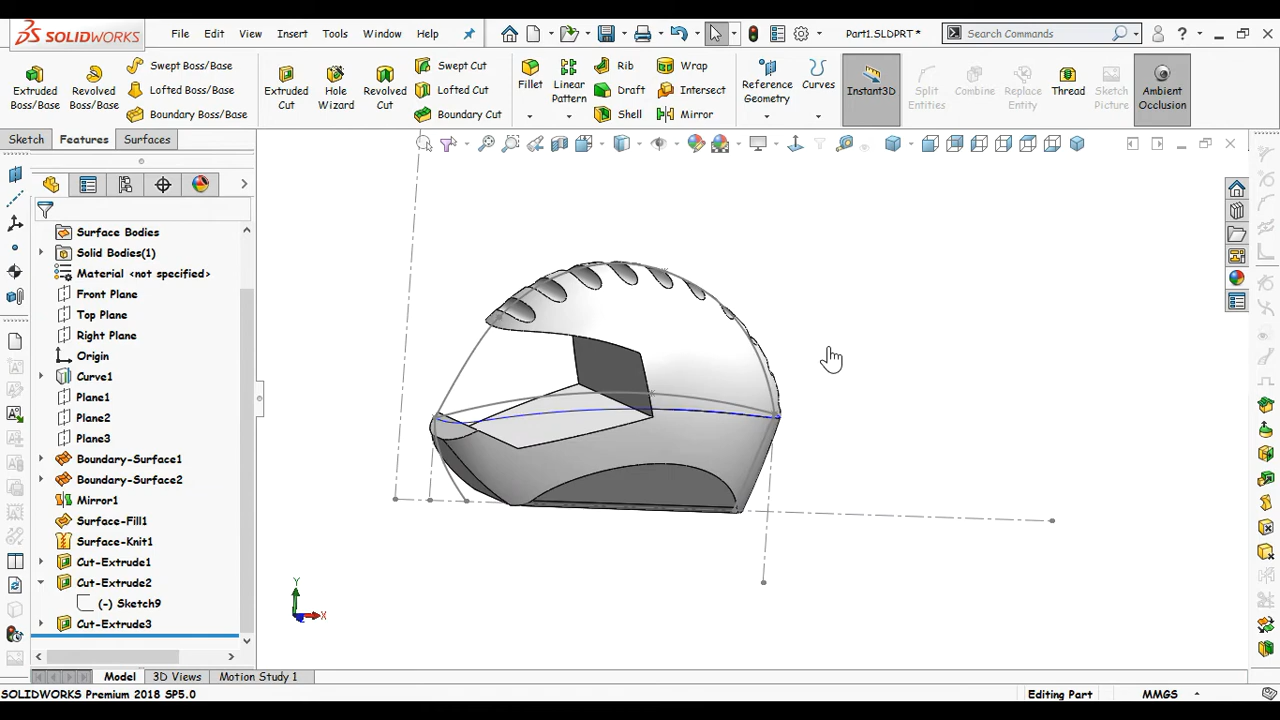 SOLIDWORKS
File
Edit
View
Insert
Tools
Window
Help
Part1.SLDPRT *
Search Commands
Extruded Boss/Base
Revolved Boss/Base
Swept Boss/Base
Lofted Boss/Base
Boundary Boss/Base
Extruded Cut
Hole Wizard
Revolved Cut
Swept Cut
Lofted Cut
Boundary Cut
Fillet
Linear Pattern
Rib
Draft
Shell
Wrap
Intersect
Mirror
Reference Geometry
Curves
Instant3D
Split Entities
Combine
Replace Entity
Thread
Sketch Picture
Ambient Occlusion
Sketch
Features
Surfaces
Surface Bodies
Solid Bodies(1)
Material <not specified>
Front Plane
Top Plane
Right Plane
Origin
Curve1
Plane1
Plane2
Plane3
Boundary-Surface1
Boundary-Surface2
Mirror1
Surface-Fill1
Surface-Knit1
Cut-Extrude1
Cut-Extrude2
(-) Sketch9
Cut-Extrude3
Y
X
Model
3D Views
Motion Study 1
SOLIDWORKS Premium 2018 SP5.0
Editing Part
MMGS